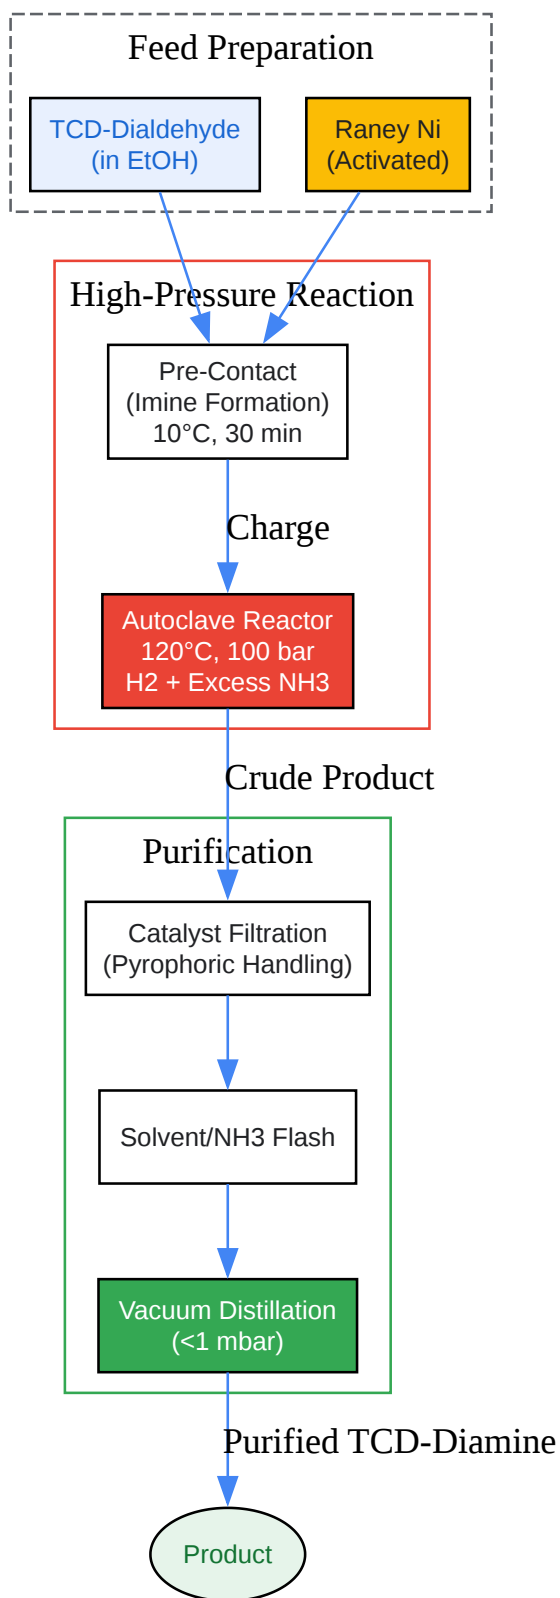 Feed Preparation
TCD-Dialdehyde
(in EtOH)
Raney Ni
(Activated)
High-Pressure Reaction
Pre-Contact
(Imine Formation)
10°C, 30 min
Charge
Autoclave Reactor
120°C, 100 bar
H2 + Excess NH3
Crude Product
Purification
Catalyst Filtration
(Pyrophoric Handling)
Solvent/NH3 Flash
Vacuum Distillation
(<1 mbar)
Purified TCD-Diamine
Product